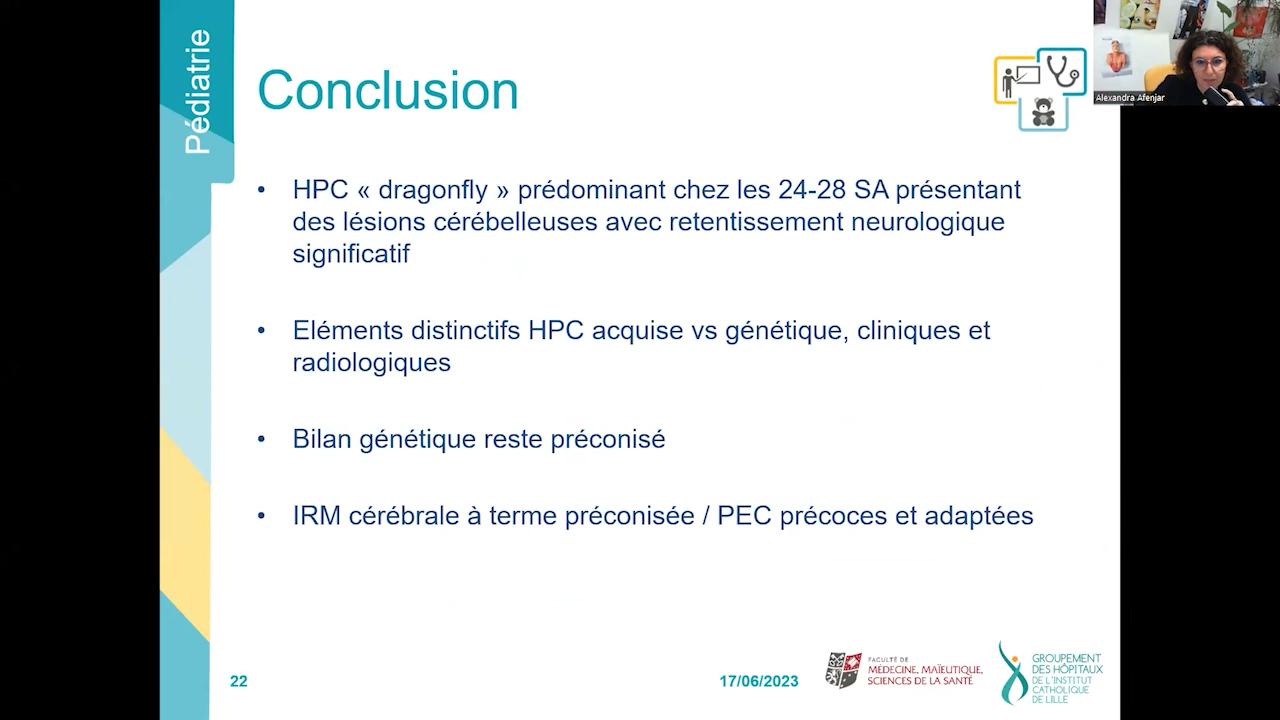 Pédiatrie
Conclusion
Alexandra Afenjar
• HPC « dragonfly » prédominant chez les 24-28 SA présentant
des lésions cérébelleuses avec retentissement neurologique
significatif
• Eléments distinctifs HPC acquise vs génétique, cliniques et
radiologiques
• Bilan génétique reste préconisé
• IRM cérébrale à terme préconisée / PEC précoces et adaptées
22
17/06/2023
FACULTÉ DE
MÉDECINE, MAÏEUTIQUE,
SCIENCES DE LA SANTÉ
GROUPEMENT
DES HÔPITAUX
DE L'INSTITUT
CATHOLIQUE
DE LILLE